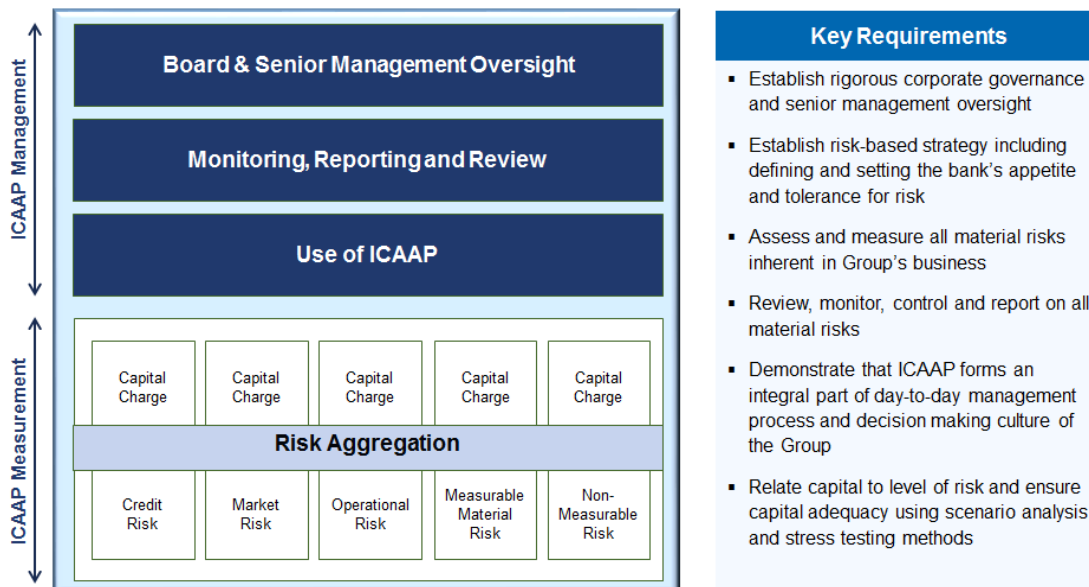 ICAAP Management
Board & Senior Management Oversight
Monitoring, Reporting and Review
Use of ICAAP
ICAAP Measurement
Capital
Charge
Capital
Charge
Capital
Charge
Capital
Charge
Capital
Charge
Risk Aggregation
Credit
Risk
Market
Risk
Operational
Risk
Measurable
Material
Risk
Non-
Measurable
Risk
Key Requirements
▪ Establish rigorous corporate governance
and senior management oversight
▪ Establish risk-based strategy including
defining and setting the bank's appetite
and tolerance for risk
▪ Assess and measure all material risks
inherent in Group's business
▪ Review, monitor, control and report on all
material risks
▪ Demonstrate that ICAAP forms an
integral part of day-to-day management
process and decision making culture of
the Group
▪ Relate capital to level of risk and ensure
capital adequacy using scenario analysis
and stress testing methods